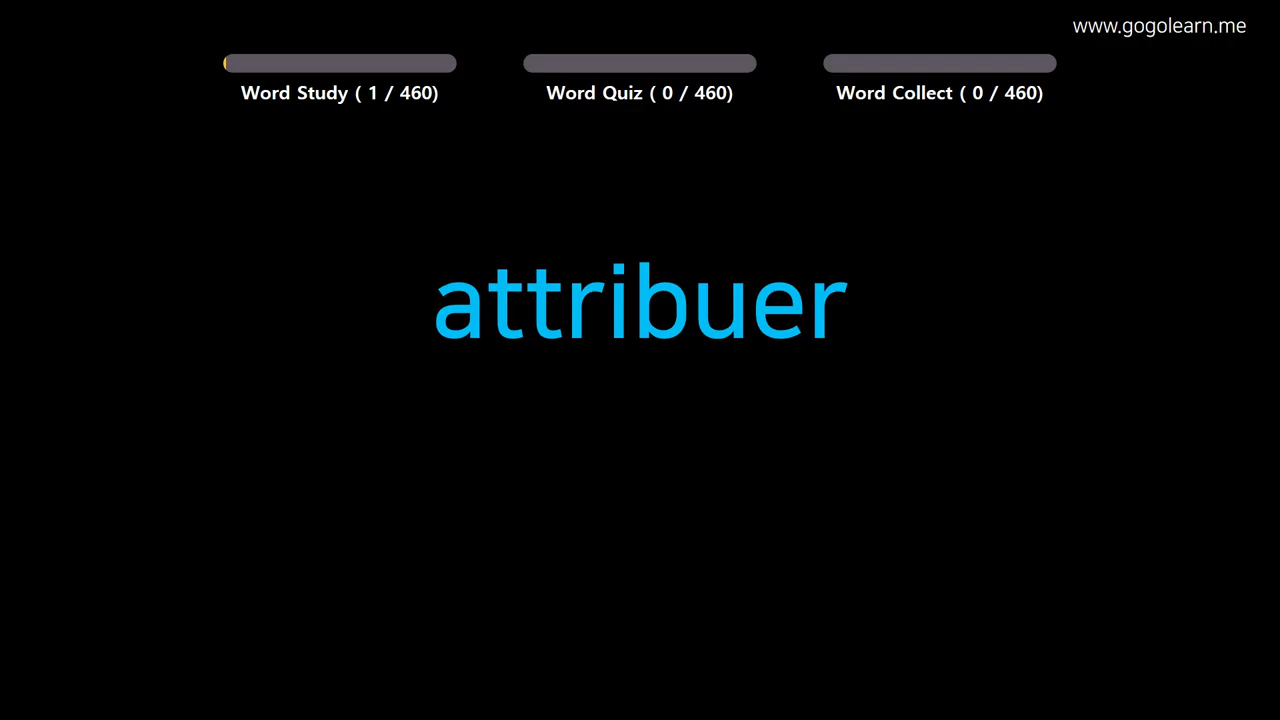 www.gogolearn.me
Word Study ( 1 / 460)
Word Quiz ( 0 / 460)
Word Collect ( 0 / 460)
attribuer